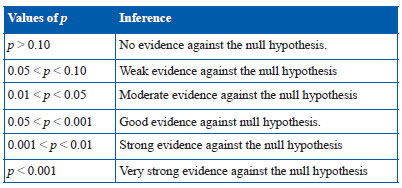 Values of p Inference
p > 0.10 No evidence against the null hypothesis.
0.05 < p < 0.10 Weak evidence against the null hypothesis
0.01 < p < 0.05 Moderate evidence against the null hypothesis
0.05 < p < 0.001 Good evidence against null hypothesis.
0.001 < p < 0.01 Strong evidence against the null hypothesis
p < 0.001 Very strong evidence against the null hypothesis